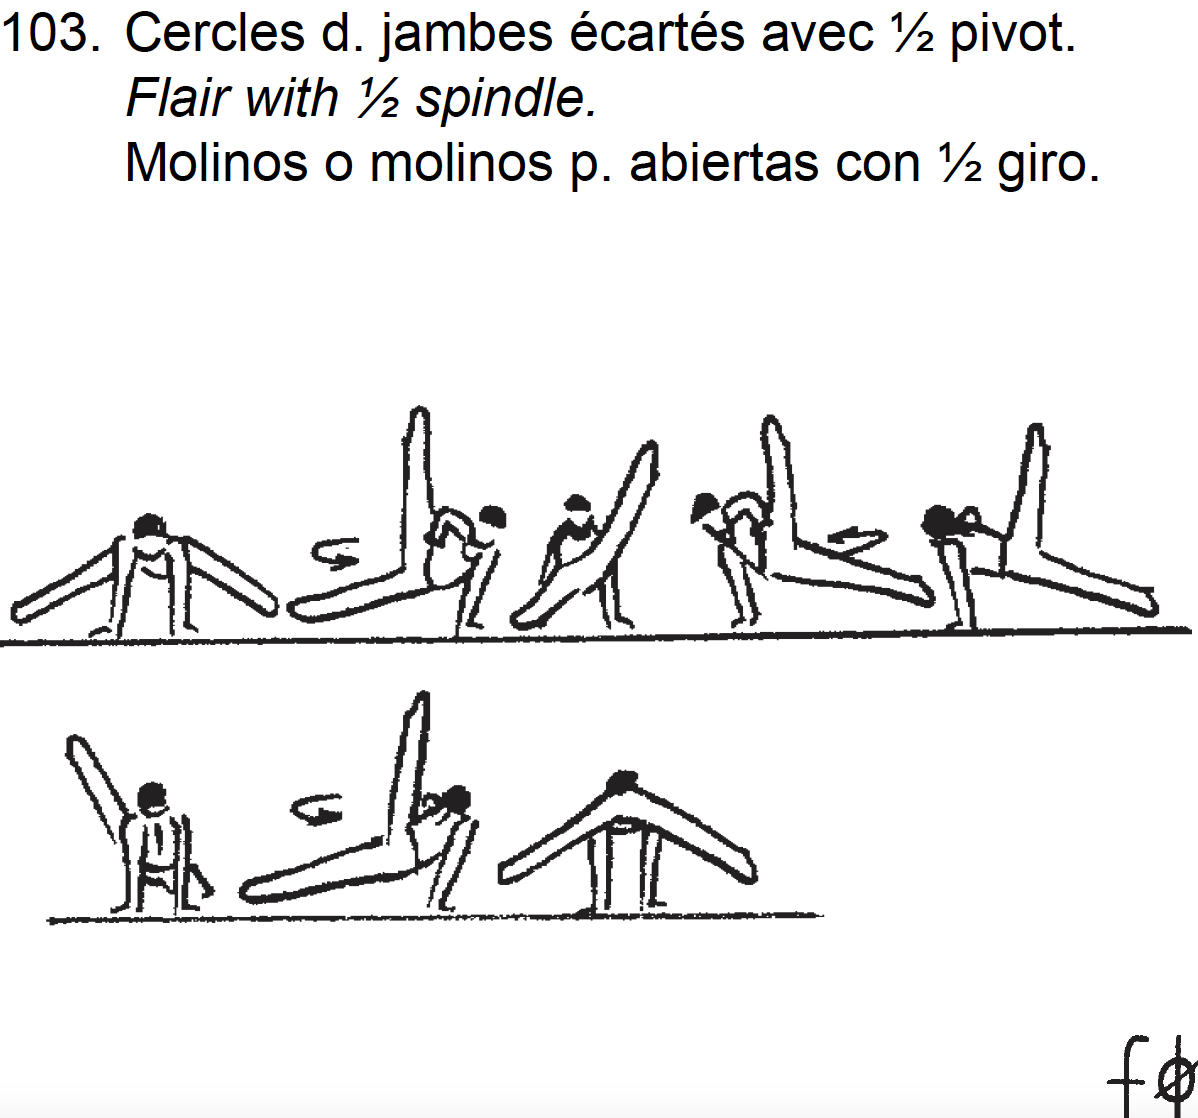 103. Cercles d. jambes écartés avec ½ pivot.
Flair with ½ spindle.
Molinos o molinos p. abiertas con ½ giro.